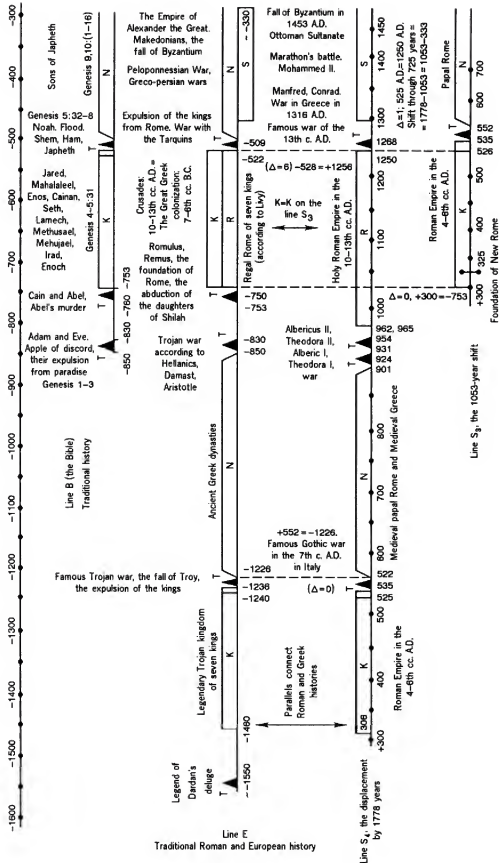 -300
-400
-500
-600
-700
-800
-900
-1000
-1100
-1200
-1300
-1400
-1500
-1600
Line B (the Bible)
Traditional history
Sons of Japheth
Genesis 9,10:(1–16)
N
Genesis 5:32–8
Noah. Flood.
Shem, Ham,
Japheth
T
Jared,
Mahalaleel,
Enos, Cainan,
Seth,
Lamech,
Methusael,
Mehujael,
Irad,
Enoch
Genesis 4–5:31
K
Cain and Abel,
Abel's murder
T
-760 -753
Adam and Eve.
Apple of discord,
their expulsion
from paradise
Genesis 1–3
T
-850 -830
The Empire of
Alexander the Great.
Makedonians, the
fall of Byzantium
Peloponnesian War,
Greco-persian wars
N
~ -330
Expulsion of the kings
from Rome. War with
the Tarquins
T
-509
-522
Crusades:
10–13th cc. A.D. =
The Great Greek
colonization:
7–6th cc. B.C.
K
R
Regal Rome of seven kings
(according to Livy)
Romulus,
Remus, the foundation
of Rome, the
abduction of
the daughters
of Shilah
T
-750
-753
Trojan war
according to
Hellanics,
Damast,
Aristotle
T
-830
-850
Ancient Greek dynasties
N
-1226
Famous Trojan war, the fall of Troy,
the expulsion of the kings
T
-1236
-1240
Legendary Trojan kingdom
of seven kings
K
-1460
Legend of
Dardan's
deluge
T
~-1550
Line E
Traditional Roman and European history
Fall of Byzantium in
1453 A.D.
Ottoman Sultanate
Marathon's battle.
Mohammed II.
Manfred, Conrad.
War in Greece in
1316 A.D.
S
S
Famous war of the
13th c. A.D.
T
1268
(Δ=6) -528=+1256
K=K on the
line S3
Holy Roman Empire in the
10–13th cc. A.D.
R
Albericus II,
Theodora II,
Alberic I,
Theodora I,
war
T
T
962, 965
954
931
924
901
N
Medieval papal Rome and Medieval Greece
+552=-1226.
Famous Gothic war
in the 7th c. A.D.
in Italy
(Δ=0)
T
522
535
525
Parallels connect
Roman and Greek
histories
K
306
Roman Empire in the
4–6th cc. A.D.
1450
1400
1300
1250
1200
1100
1000
800
700
600
500
400
+300
Line S4, the displacement
by 1778 years
Δ=1; 525 A.D.=1250 A.D.
Shift through 725 years =
= 1778–1053 = 1053–333
N
Papal Rome
700
600
T
552
535
526
500
400
325
+300
K
Roman Empire in the
4–6th cc. A.D.
Δ=0, +300=-753
Foundation of New Rome
Line S3, the 1053-year shift